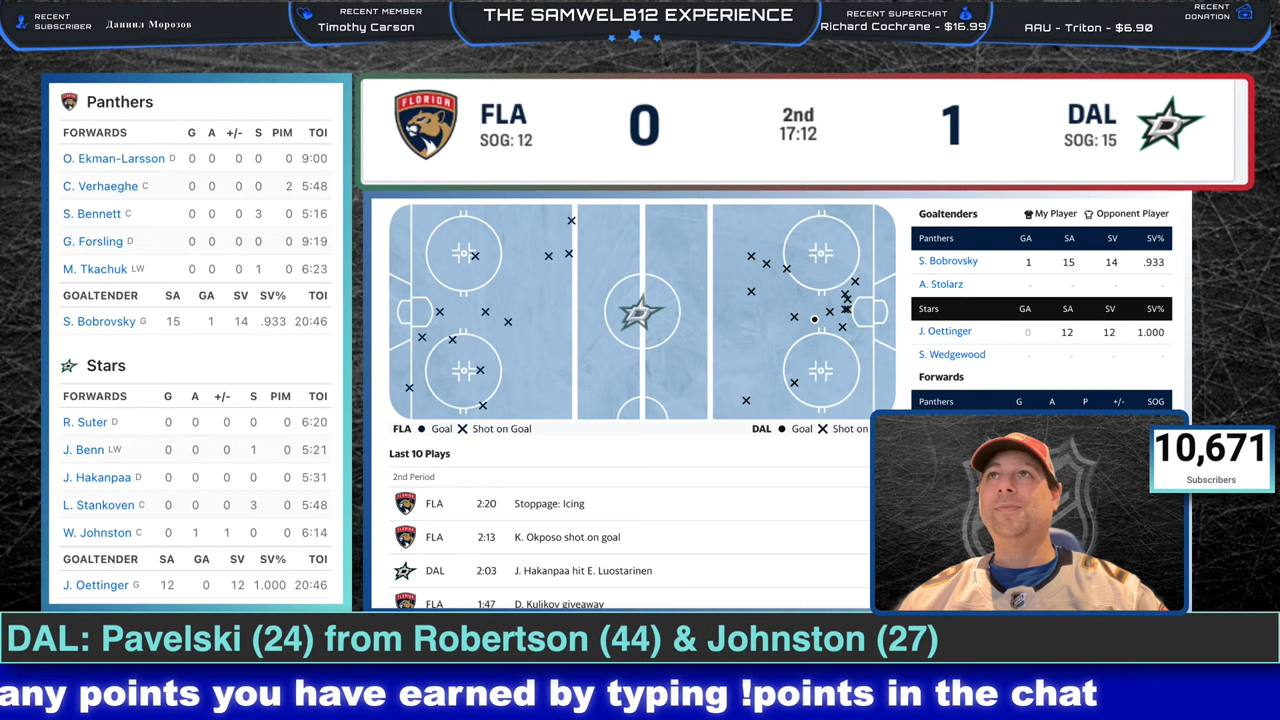 RECENT SUBSCRIBER
Даниил Морозов
RECENT MEMBER
Timothy Carson
THE SAMWELB12 EXPERIENCE
RECENT SUPERCHAT
Richard Cochrane - $16.99
RECENT DONATION
AAU - Triton - $6.90
Panthers
FORWARDS G A +/- S PIM TOI
O. Ekman-Larsson D 0 0 0 0 0 9:00
C. Verhaeghe C 0 0 0 0 2 5:48
S. Bennett C 0 0 0 3 0 5:16
G. Forsling D 0 0 0 0 0 9:19
M. Tkachuk LW 0 0 0 1 0 6:23
GOALTENDER SA GA SV SV% TOI
S. Bobrovsky G 15 1 14 .933 20:46
Stars
FORWARDS G A +/- S PIM TOI
R. Suter D 0 0 0 0 0 6:20
J. Benn LW 0 0 0 1 0 5:21
J. Hakanpaa D 0 0 0 0 0 5:31
L. Stankoven C 0 0 0 3 0 5:48
W. Johnston C 0 1 1 0 0 6:14
GOALTENDER SA GA SV SV% TOI
J. Oettinger G 12 0 12 1.000 20:46
FLORIDA
FLA
SOG: 12
0
2nd
17:12
1
DAL
SOG: 15
FLA Goal Shot on Goal
DAL Goal Shot on
Last 10 Plays
2nd Period
FLA 2:20 Stoppage: Icing
FLA 2:13 K. Okposo shot on goal
DAL 2:03 J. Hakanpaa hit E. Luostarinen
FLA 1:47 D. Kulikov giveaway
Goaltenders My Player Opponent Player
Panthers GA SA SV SV%
S. Bobrovsky 1 15 14 .933
A. Stolarz - - - -
Stars GA SA SV SV%
J. Oettinger 0 12 12 1.000
S. Wedgewood - - - -
Forwards
Panthers G A P +/- SOG
10,671
Subscribers
DAL: Pavelski (24) from Robertson (44) & Johnston (27)
any points you have earned by typing !points in the chat